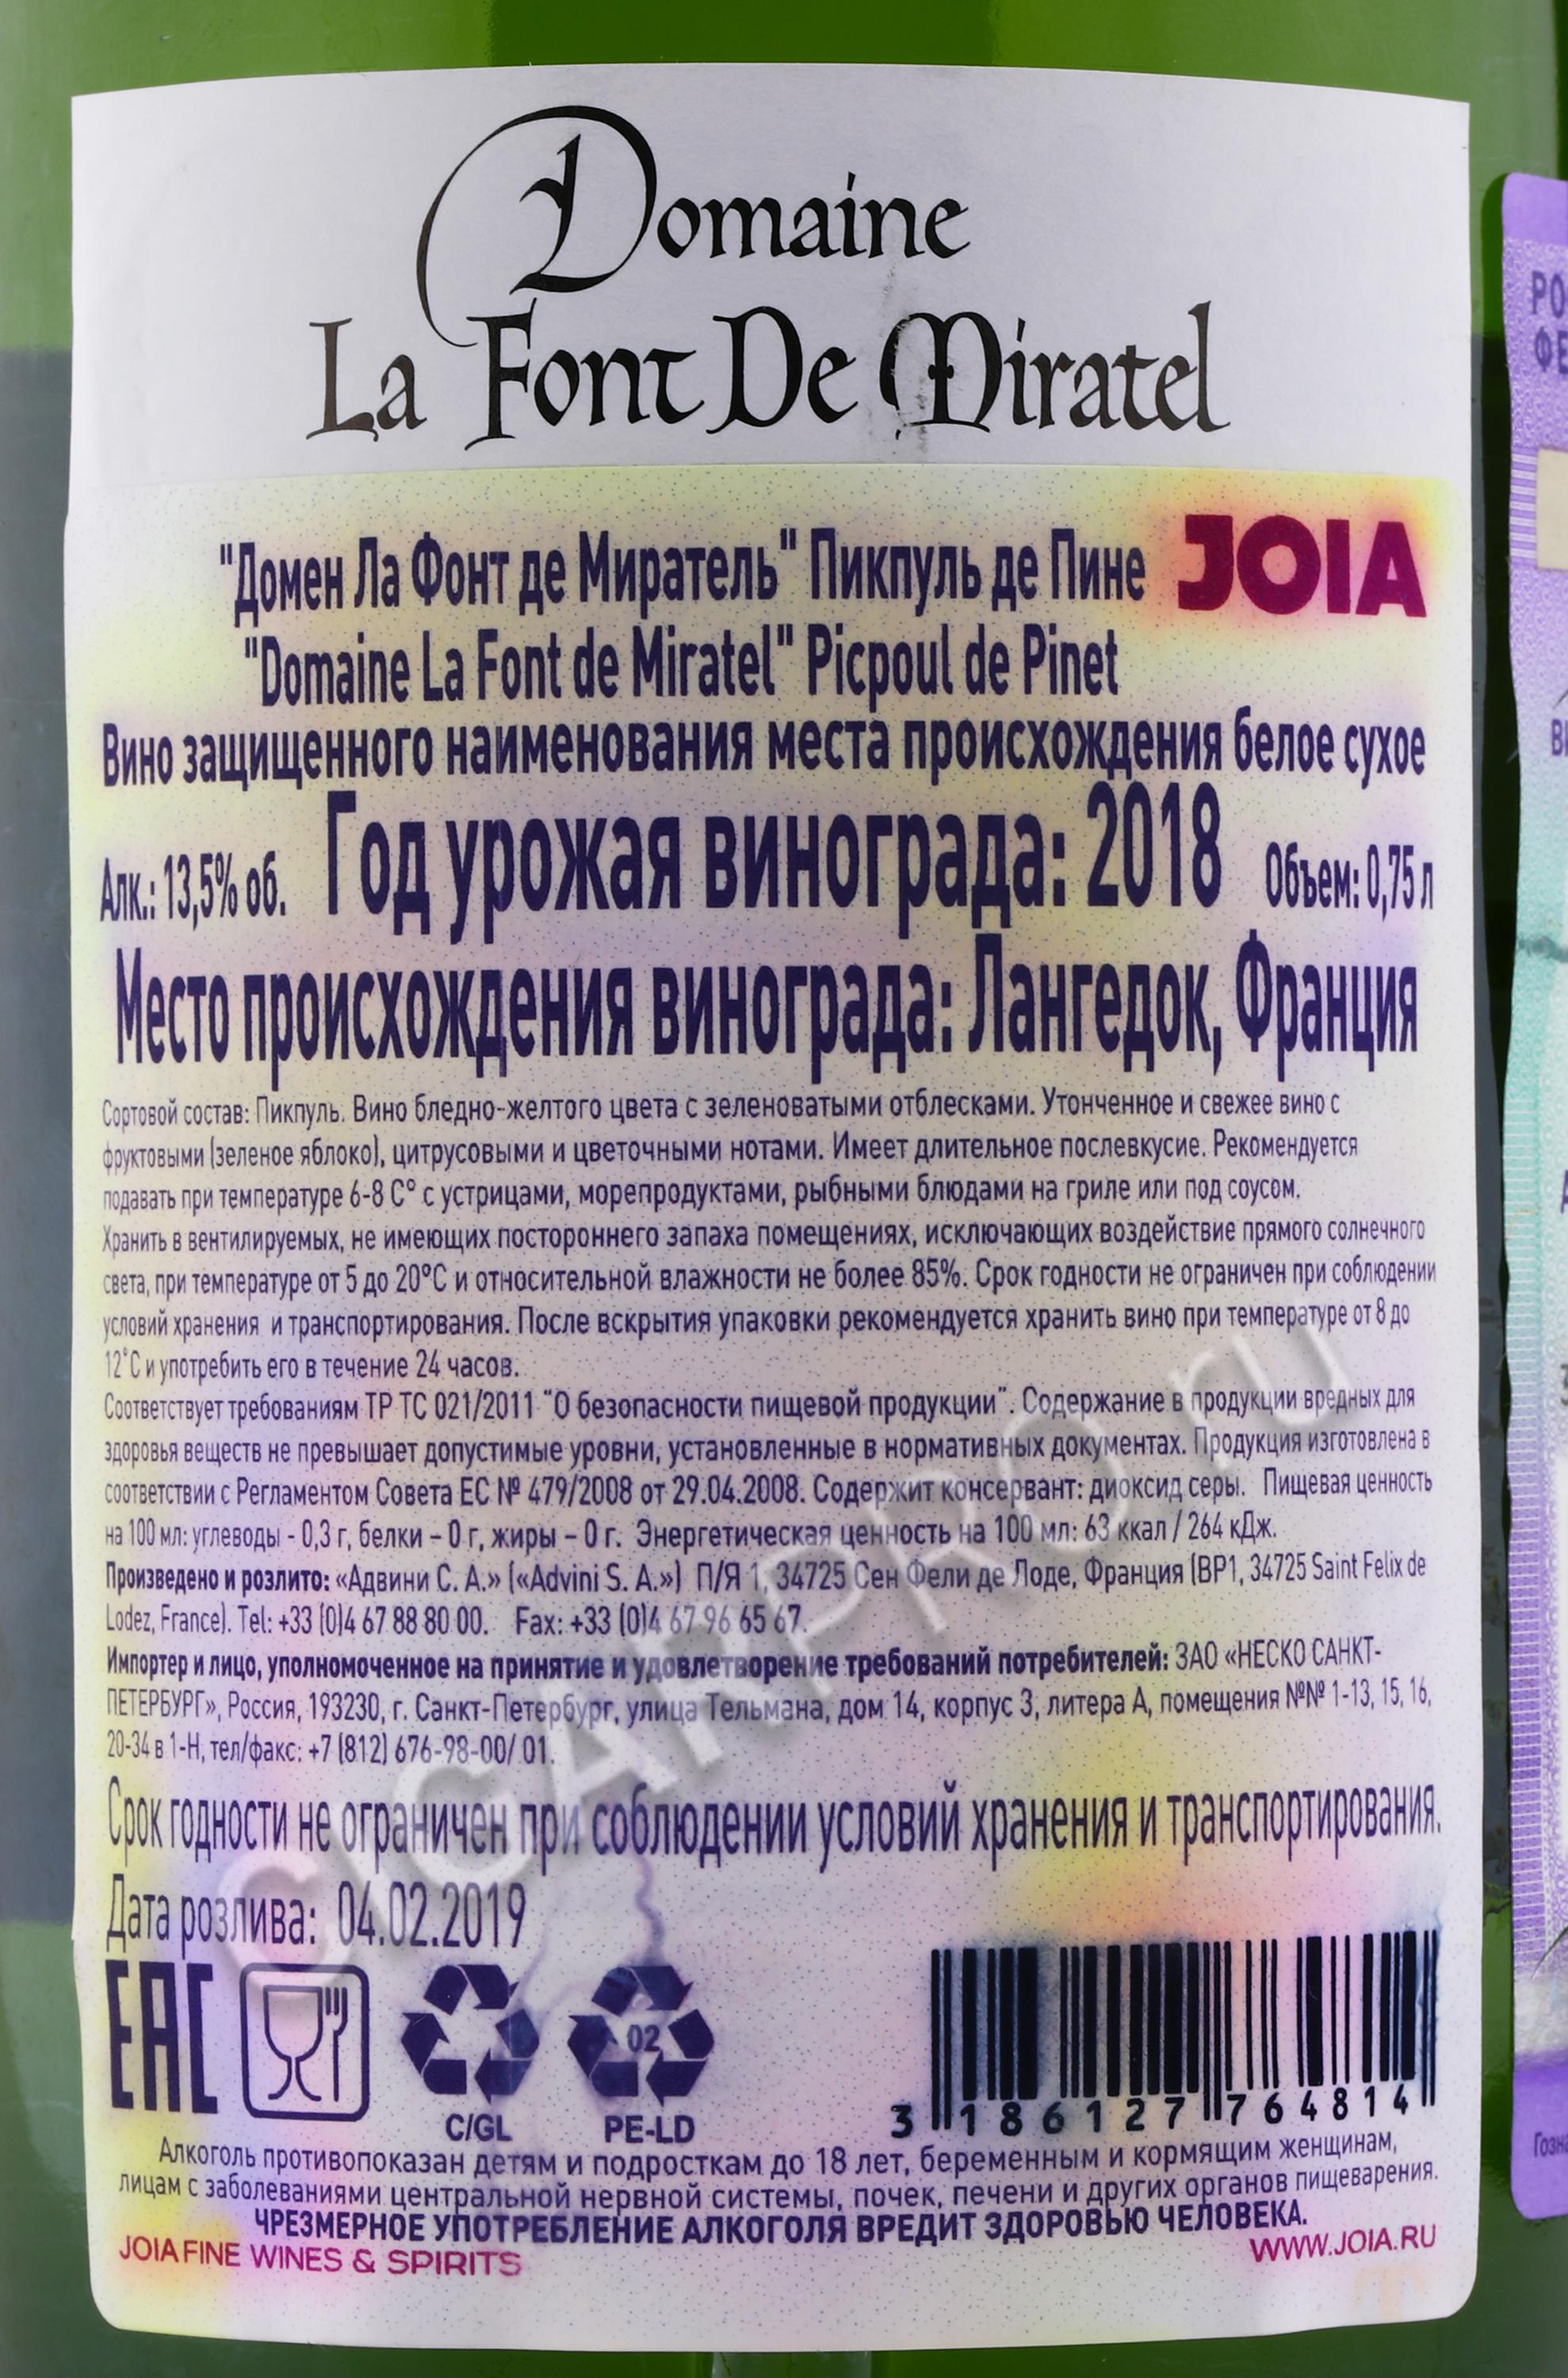 Domaine
La Font De Miratel
"Домен Ла Фонт де Миратель" Пикпуль де Пине
JOIA
"Domaine La Font de Miratel" Picpoul de Pinet
Вино защищенного наименования места происхождения белое сухое
Алк.: 13,5% об. Год урожая винограда: 2018 Объем: 0,75 л
Место происхождения винограда: Лангедок, Франция
Сортовой состав: Пикпуль. Вино бледно-желтого цвета с зеленоватыми отблесками. Утонченное и свежее вино с
фруктовыми (зеленое яблоко), цитрусовыми и цветочными нотами. Имеет длительное послевкусие. Рекомендуется
подавать при температуре 6-8 С° с устрицами, морепродуктами, рыбными блюдами на гриле или под соусом.
Хранить в вентилируемых, не имеющих постороннего запаха помещениях, исключающих воздействие прямого солнечного
света, при температуре от 5 до 20°С и относительной влажности не более 85%. Срок годности не ограничен при соблюдении
условий хранения и транспортирования. После вскрытия упаковки рекомендуется хранить вино при температуре от 8 до
12°С и употребить его в течение 24 часов.
Соответствует требованиям ТР ТС 021/2011 "О безопасности пищевой продукции". Содержание в продукции вредных для
здоровья веществ не превышает допустимые уровни, установленные в нормативных документах. Продукция изготовлена в
соответствии с Регламентом Совета ЕС № 479/2008 от 29.04.2008. Содержит консервант: диоксид серы. Пищевая ценность
на 100 мл: углеводы - 0,3 г, белки – 0 г, жиры – 0 г. Энергетическая ценность на 100 мл: 63 ккал / 264 кДж.
Произведено и розлито: «Адвини С. А.» («Advini S. A.») П/Я 1, 34725 Сен Фели де Лоде, Франция (BP1, 34725 Saint Felix de
Lodez, France). Tel: +33 (0)4 67 88 80 00. Fax: +33 (0)4 67 96 65 67.
Импортер и лицо, уполномоченное на принятие и удовлетворение требований потребителей: ЗАО «НЕСКО САНКТ-
ПЕТЕРБУРГ», Россия, 193230, г. Санкт-Петербург, улица Тельмана, дом 14, корпус 3, литера А, помещения №№ 1-13, 15, 16,
20-34 в 1-Н, тел/факс: +7 (812) 676-98-00/ 01.
Срок годности не ограничен при соблюдении условий хранения и транспортирования.
Дата розлива: 04.02.2019
EAC
02
C/GL PE-LD
3 186127 764814
Алкоголь противопоказан детям и подросткам до 18 лет, беременным и кормящим женщинам,
лицам с заболеваниями центральной нервной системы, почек, печени и других органов пищеварения.
ЧРЕЗМЕРНОЕ УПОТРЕБЛЕНИЕ АЛКОГОЛЯ ВРЕДИТ ЗДОРОВЬЮ ЧЕЛОВЕКА.
JOIA FINE WINES & SPIRITS
WWW.JOIA.RU
CIGARPRO.ru